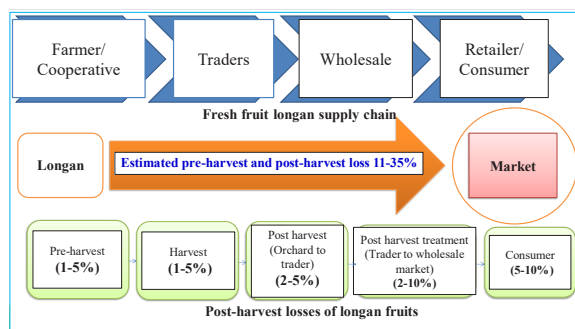 Farmer/
Cooperative
Traders
Wholesale
Retailer/
Consumer
Fresh fruit longan supply chain
Longan
Estimated pre-harvest and post-harvest loss 11-35%
Market
Pre-harvest
(1-5%)
Harvest
(1-5%)
Post harvest
(Orchard to
trader)
(2-5%)
Post harvest treatment
(Trader to wholesale
market)
(2-10%)
Consumer
(5-10%)
Post-harvest losses of longan fruits